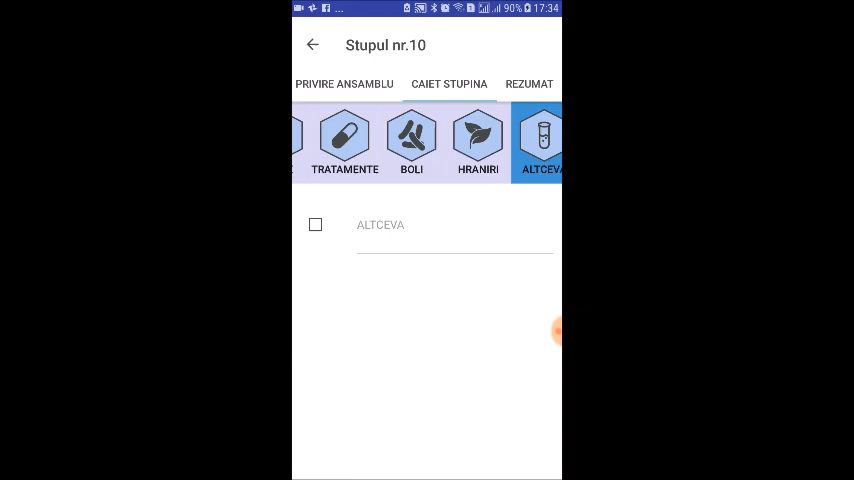 ... 90% 17:34
Stupul nr.10
PRIVIRE ANSAMBLU CAIET STUPINA REZUMAT
TRATAMENTE BOLI HRANIRI ALTCEVA
ALTCEVA